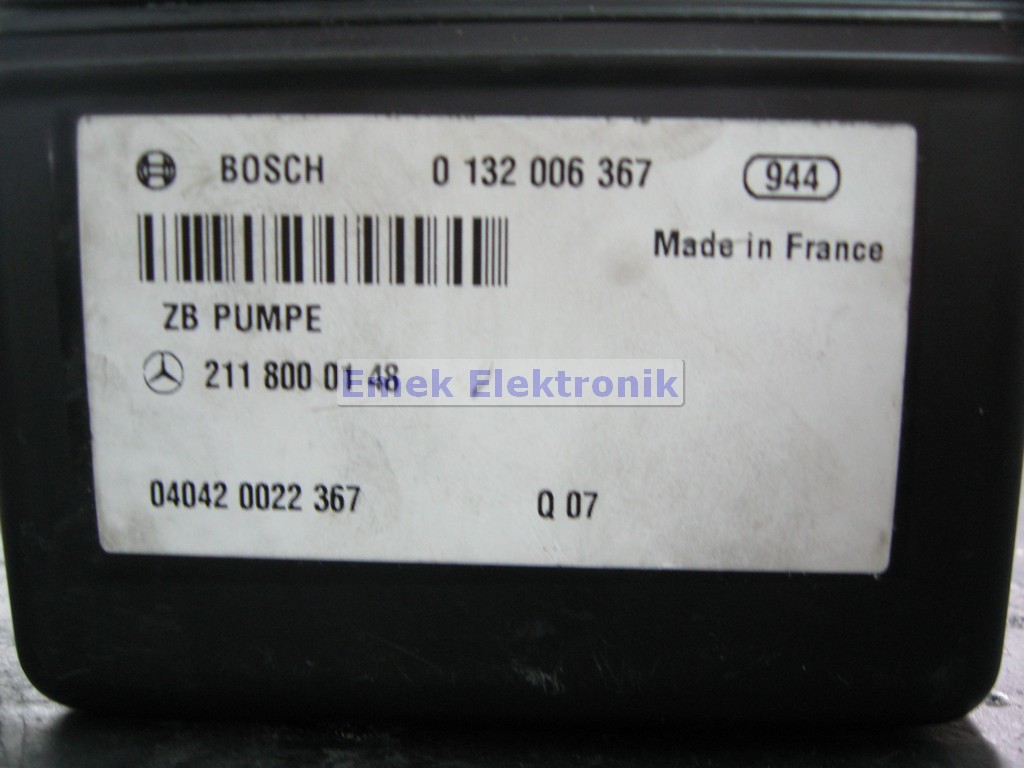 BOSCH 0 132 006 367 944
Made in France
ZB PUMPE
211 800 01 48
Emek Elektronik
04042 0022 367 Q 07